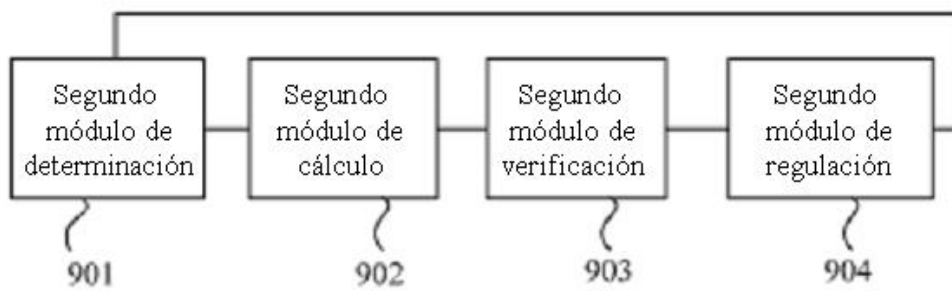 Segundo
módulo de
determinación
Segundo
módulo de
cálculo
Segundo
módulo de
verificación
Segundo
módulo de
regulación
901
902
903
904